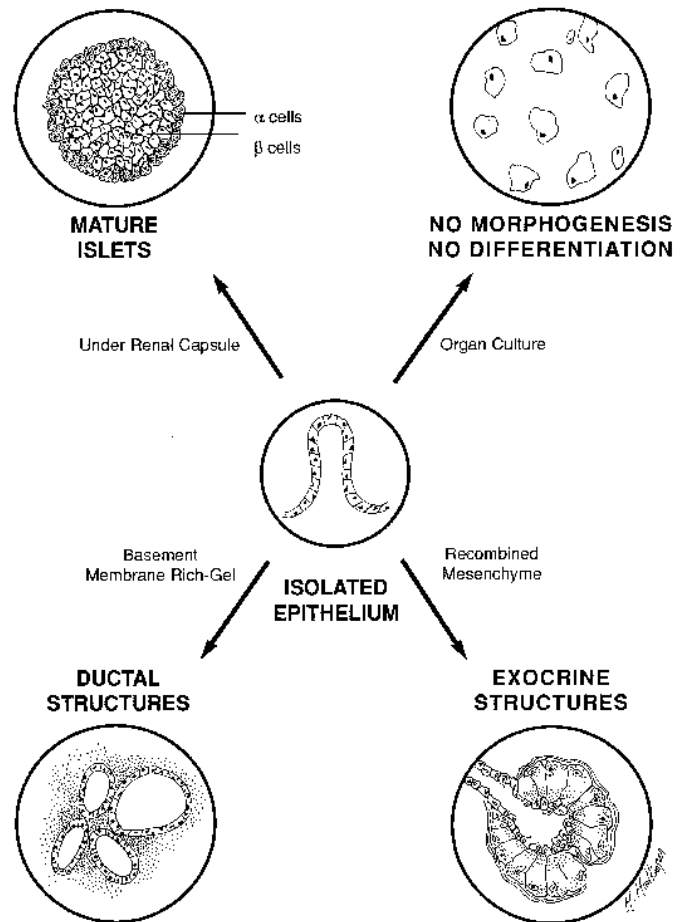 α cells
β cells
MATURE
ISLETS
NO MORPHOGENESIS
NO DIFFERENTIATION
Under Renal Capsule
Organ Culture
Basement
Membrane Rich-Gel
Recombined
Mesenchyme
ISOLATED
EPITHELIUM
DUCTAL
STRUCTURES
EXOCRINE
STRUCTURES